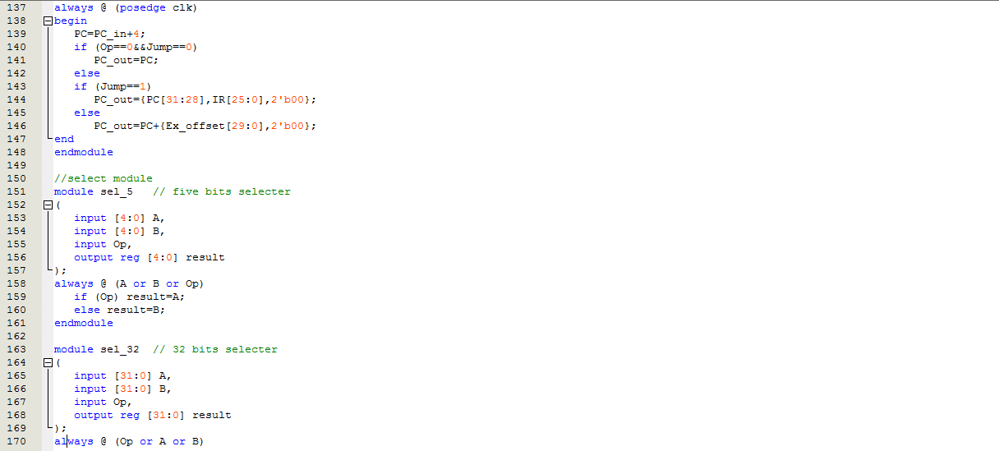 137 always @ (posedge clk)
138 begin
139 PC=PC_in+4;
140 if (Op==0&&Jump==0)
141 PC_out=PC;
142 else
143 if (Jump==1)
144 PC_out={PC[31:28],IR[25:0],2'b00};
145 else
146 PC_out=PC+{Ex_offset[29:0],2'b00};
147 end
148 endmodule
149
150 //select module
151 module sel_5 // five bits selecter
152 (
153 input [4:0] A,
154 input [4:0] B,
155 input Op,
156 output reg [4:0] result
157 );
158 always @ (A or B or Op)
159 if (Op) result=A;
160 else result=B;
161 endmodule
162
163 module sel_32 // 32 bits selecter
164 (
165 input [31:0] A,
166 input [31:0] B,
167 input Op,
168 output reg [31:0] result
169 );
170 always @ (Op or A or B)